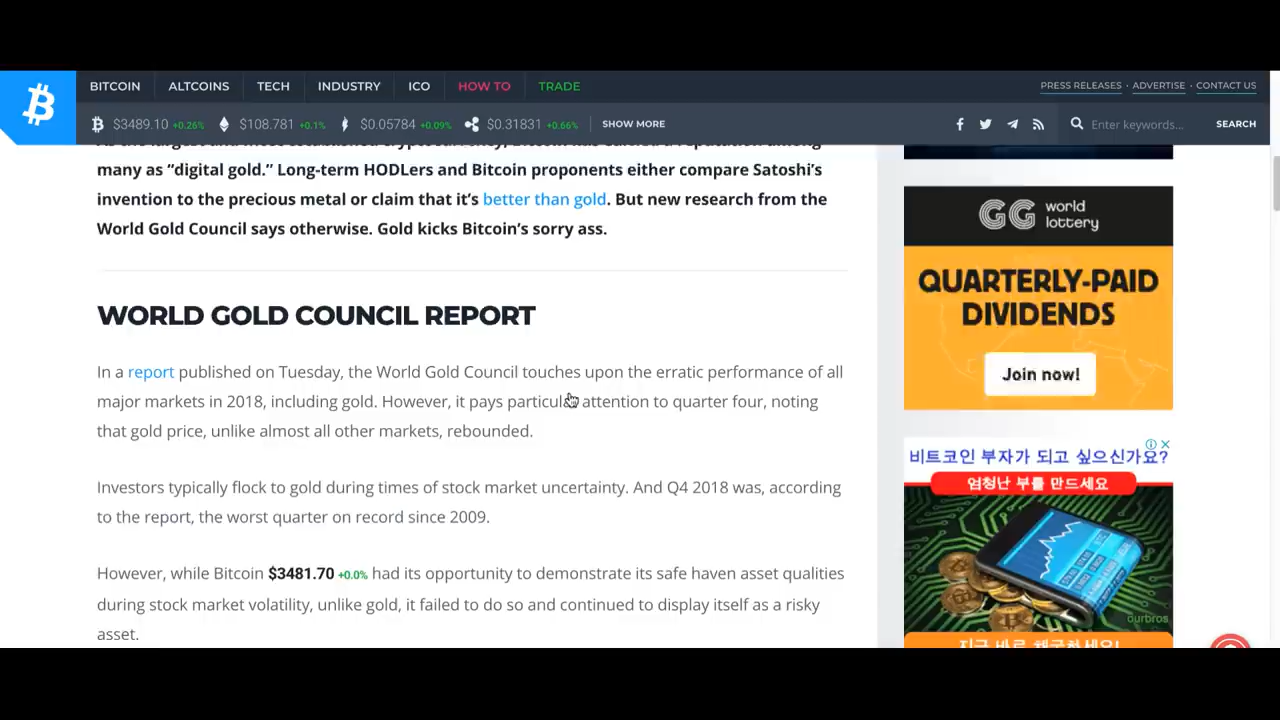 BITCOIN ALTCOINS TECH INDUSTRY ICO HOW TO TRADE
PRESS RELEASES · ADVERTISE · CONTACT US
$3489.10 +0.26% $108.781 +0.1% $0.05784 +0.09% $0.31831 +0.66% SHOW MORE
Enter keywords... SEARCH
many as “digital gold.” Long-term HODLers and Bitcoin proponents either compare Satoshi’s
invention to the precious metal or claim that it’s better than gold. But new research from the
World Gold Council says otherwise. Gold kicks Bitcoin’s sorry ass.
WORLD GOLD COUNCIL REPORT
In a report published on Tuesday, the World Gold Council touches upon the erratic performance of all
major markets in 2018, including gold. However, it pays particular attention to quarter four, noting
that gold price, unlike almost all other markets, rebounded.
Investors typically flock to gold during times of stock market uncertainty. And Q4 2018 was, according
to the report, the worst quarter on record since 2009.
However, while Bitcoin $3481.70 +0.0% had its opportunity to demonstrate its safe haven asset qualities
during stock market volatility, unlike gold, it failed to do so and continued to display itself as a risky
asset.
GG world
lottery
QUARTERLY-PAID
DIVIDENDS
Join now!
비트코인 부자가 되고 싶으신가요?
엄청난 부를 만드세요
ourbros